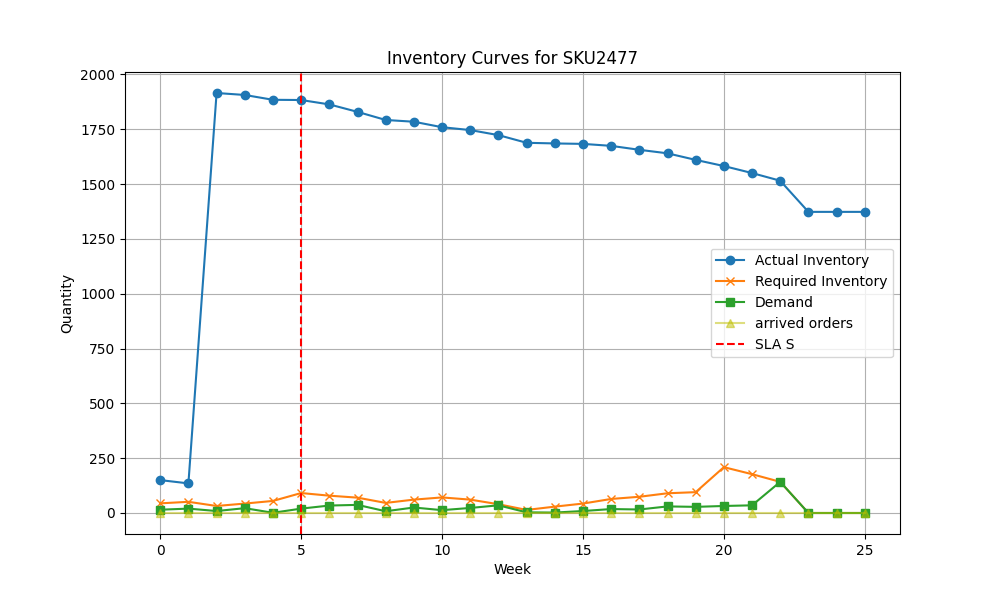 Inventory Curves for SKU2477
2000
1750
1500
1250
1000
750
500
250
0
Quantity
Actual Inventory
Required Inventory
Demand
arrived orders
SLA S
0 5 10 15 20 25
Week